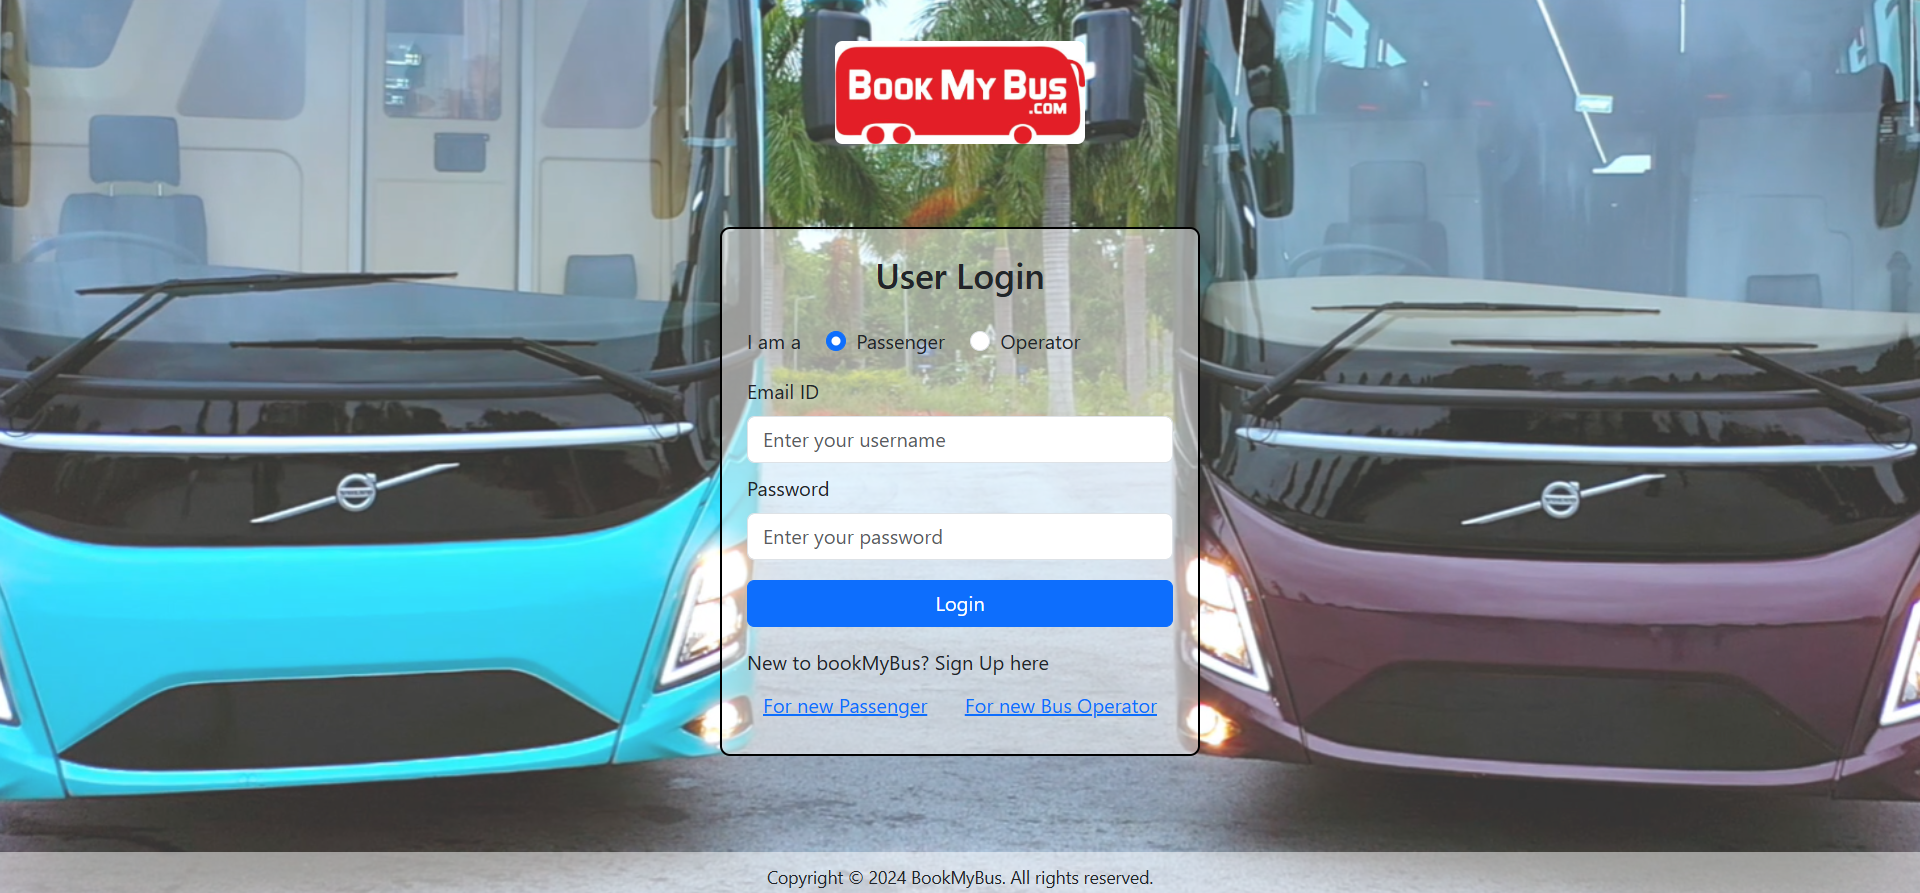 BOOK MY BUS
.COM
User Login
I am a Passenger Operator
Email ID
Enter your username
Password
Enter your password
Login
New to bookMyBus? Sign Up here
For new Passenger For new Bus Operator
Copyright © 2024 BookMyBus. All rights reserved.